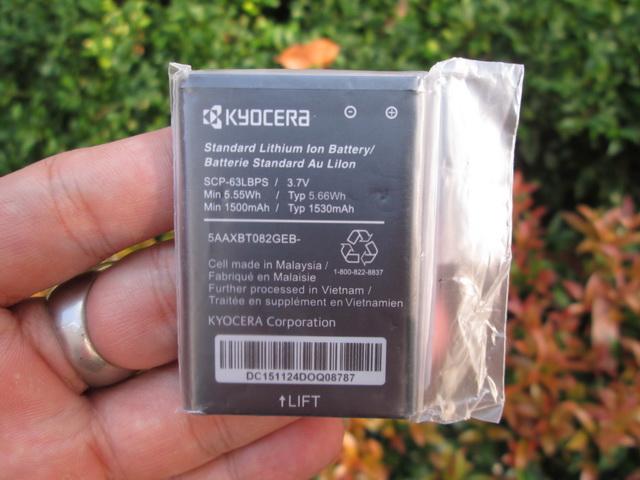 KYOCERA ⊖ ⊕
Standard Lithium Ion Battery/
Batterie Standard Au LiIon
SCP-63LBPS / 3.7V
Min 5.55Wh / Typ 5.66Wh
Min 1500mAh / Typ 1530mAh
5AAXBT082GEB-
1-800-822-8837
Cell made in Malaysia /
Fabriqué en Malaisie
Further processed in Vietnam /
Traitée en supplément en Vietnamien
KYOCERA Corporation
DC151124DOQ08787
↑LIFT